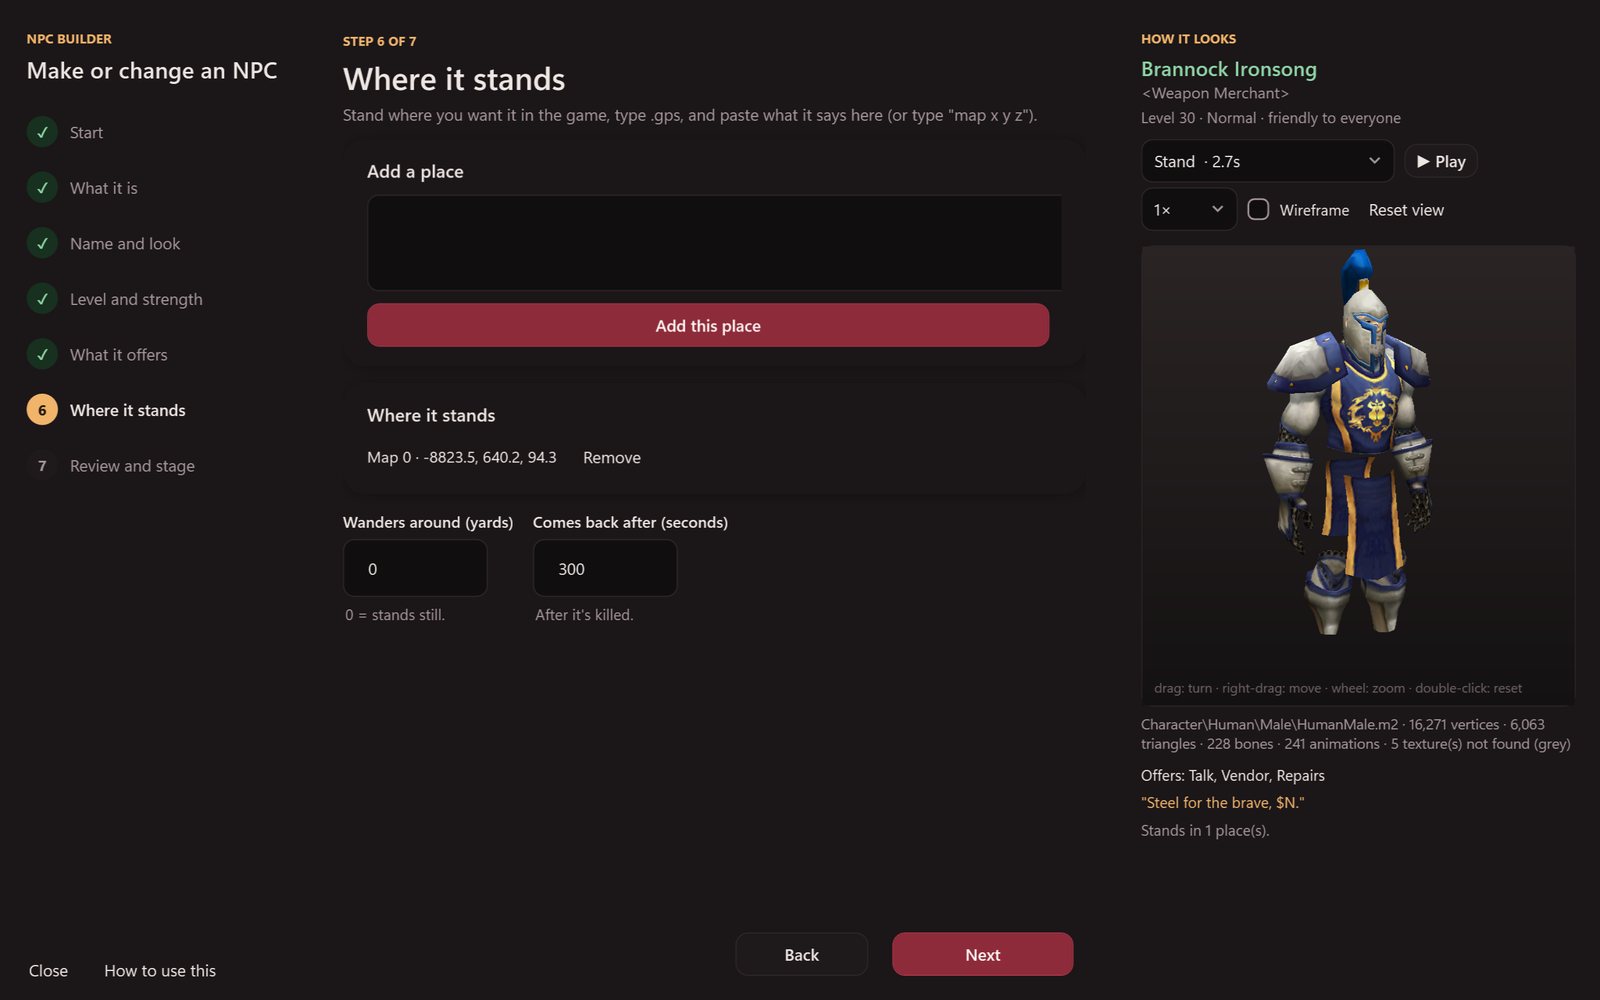 NPC BUILDER
Make or change an NPC
✓ Start
✓ What it is
✓ Name and look
✓ Level and strength
✓ What it offers
6 Where it stands
7 Review and stage
Close
How to use this
STEP 6 OF 7
Where it stands
Stand where you want it in the game, type .gps, and paste what it says here (or type "map x y z").
Add a place
Add this place
Where it stands
Map 0 · -8823.5, 640.2, 94.3 Remove
Wanders around (yards) Comes back after (seconds)
0 300
0 = stands still. After it's killed.
Back Next
HOW IT LOOKS
Brannock Ironsong
<Weapon Merchant>
Level 30 · Normal · friendly to everyone
Stand · 2.7s ▶ Play
1× Wireframe Reset view
drag: turn · right-drag: move · wheel: zoom · double-click: reset
Character\Human\Male\HumanMale.m2 · 16,271 vertices · 6,063
triangles · 228 bones · 241 animations · 5 texture(s) not found (grey)
Offers: Talk, Vendor, Repairs
"Steel for the brave, $N."
Stands in 1 place(s).